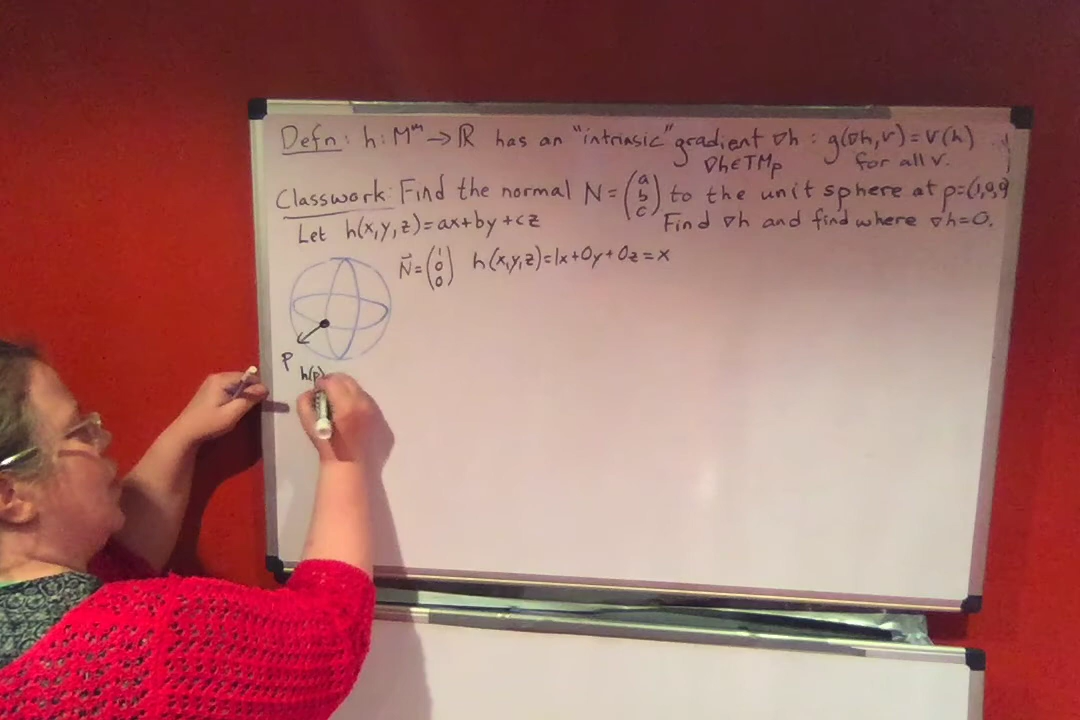 Defn: h: Mᵐ → ℝ has an "intrinsic" gradient ∇h : g(∇h, v) = v(h)
∇h ∈ TMp for all v.
Classwork: Find the normal N = (a b c) to the unit sphere at p=(1,0,0)
Let h(x,y,z)=ax+by+cz Find ∇h and find where ∇h=0.
N⃗ = (1 0 0) h(x,y,z)=1x+0y+0z=x
p
h(p)